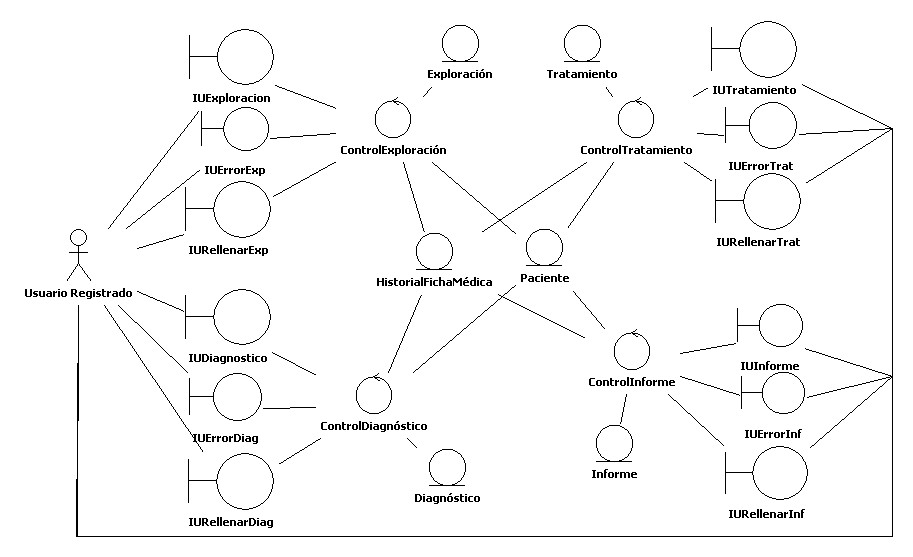 Exploración
Tratamiento
IUExploracion
IUTratamiento
ControlExploración
ControlTratamiento
IUErrorExp
IUErrorTrat
IURellenarExp
IURellenarTrat
HistorialFichaMédica
Paciente
Usuario Registrado
IUDiagnostico
IUInforme
ControlInforme
ControlDiagnóstico
IUErrorDiag
IUErrorInf
Informe
Diagnóstico
IURellenarDiag
IURellenarInf